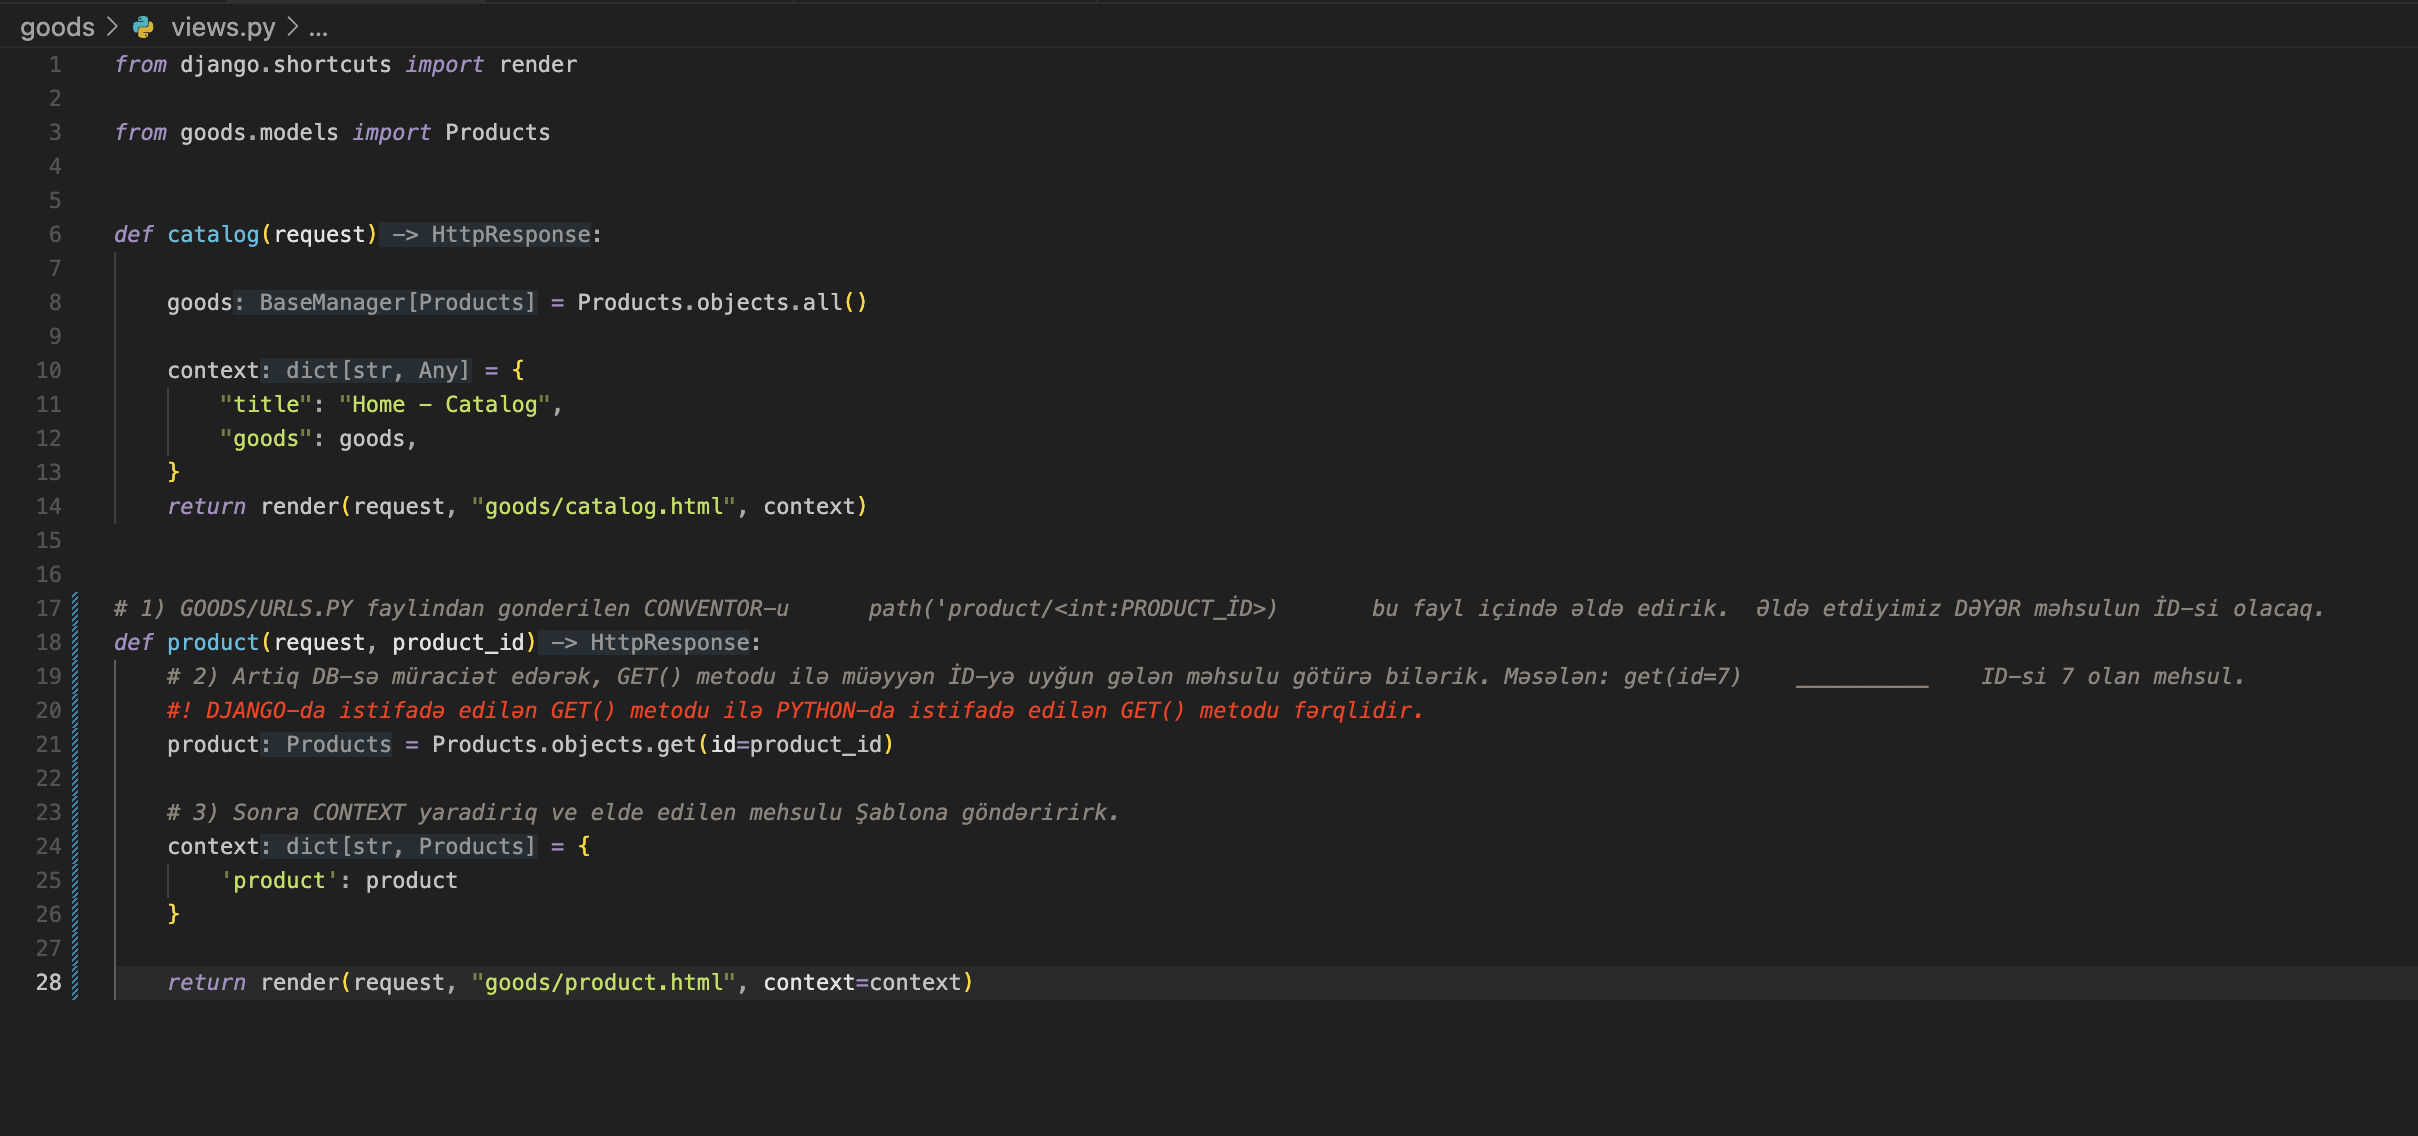 goods > views.py > ...
1 from django.shortcuts import render
2
3 from goods.models import Products
4
5
6 def catalog(request) -> HttpResponse:
7
8 goods: BaseManager[Products] = Products.objects.all()
9
10 context: dict[str, Any] = {
11 "title": "Home - Catalog",
12 "goods": goods,
13 }
14 return render(request, "goods/catalog.html", context)
15
16
17 # 1) GOODS/URLS.PY faylindan gonderilen CONVENTOR-u path('product/<int:PRODUCT_İD>) bu fayl içində əldə edirik. Əldə etdiyimiz DƏYƏR məhsulun İD-si olacaq.
18 def product(request, product_id) -> HttpResponse:
19 # 2) Artiq DB-sə müraciət edərək, GET() metodu ilə müəyyən İD-yə uyğun gələn məhsulu götürə bilərik. Məsələn: get(id=7) __________ ID-si 7 olan mehsul.
20 #! DJANGO-da istifadə edilən GET() metodu ilə PYTHON-da istifadə edilən GET() metodu fərqlidir.
21 product: Products = Products.objects.get(id=product_id)
22
23 # 3) Sonra CONTEXT yaradiriq ve elde edilen mehsulu Şablona göndəririrk.
24 context: dict[str, Products] = {
25 'product': product
26 }
27
28 return render(request, "goods/product.html", context=context)